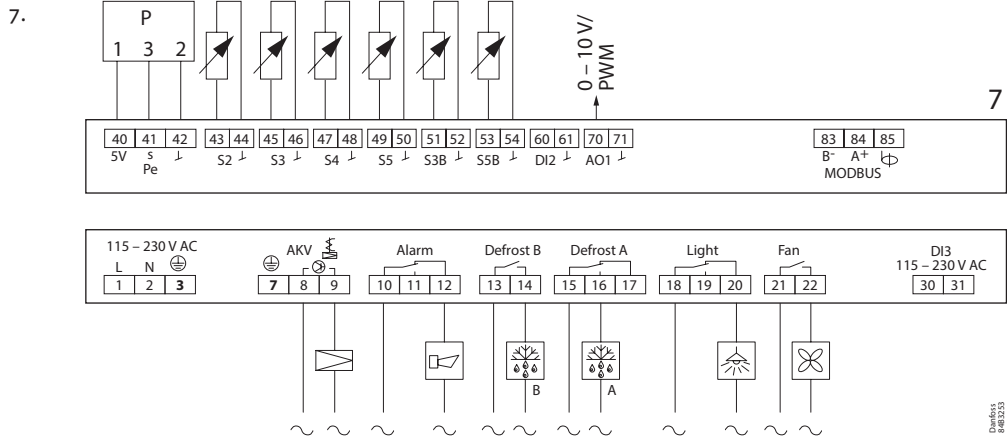 7.
P
1 3 2
0 – 10 V/
PWM
7
40 41 42 43 44 45 46 47 48 49 50 51 52 53 54 60 61 70 71 83 84 85
5V s S2 S3 S4 S5 S3B S5B DI2 AO1 B- A+
Pe MODBUS
115 – 230 V AC AKV Alarm Defrost B Defrost A Light Fan DI3
L N 115 – 230 V AC
1 2 3 7 8 9 10 11 12 13 14 15 16 17 18 19 20 21 22 30 31
B A
Danfoss
84B3253